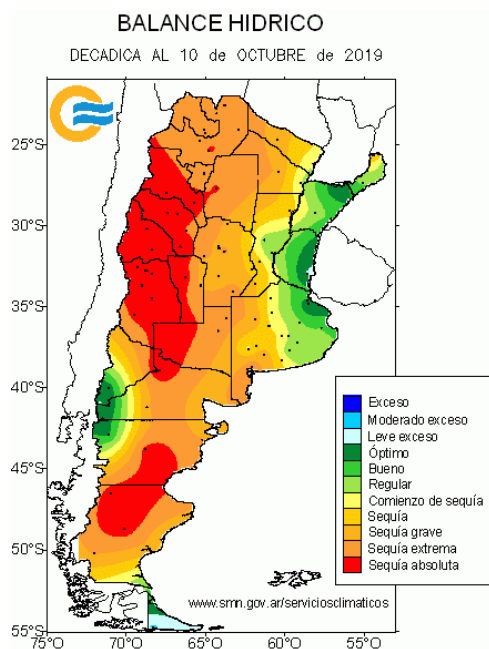 BALANCE HIDRICO
DECADICA AL 10 de OCTUBRE de 2019
25°S
30°S
35°S
40°S
45°S
50°S
55°S
75°O
70°O
65°O
60°O
55°O
Exceso
Moderado exceso
Leve exceso
Óptimo
Bueno
Regular
Comienzo de sequía
Sequía
Sequía grave
Sequía extrema
Sequía absoluta
www.smn.gov.ar/serviciosclimaticos